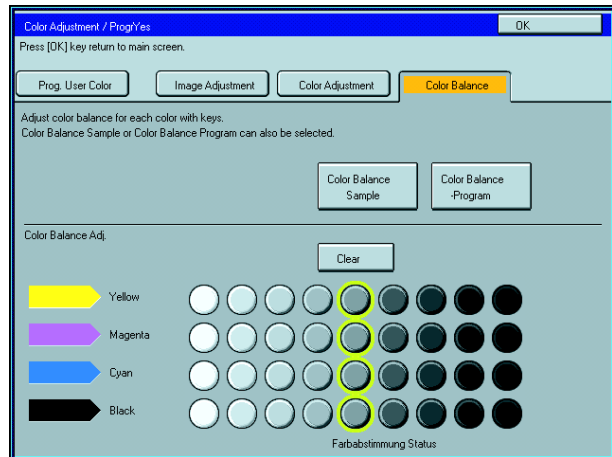 Color Adjustment / Progr/Yes
OK
Press [OK] key return to main screen.
Prog. User Color
Image Adjustment
Color Adjustment
Color Balance
Adjust color balance for each color with keys.
Color Balance Sample or Color Balance Program can also be selected.
Color Balance
Sample
Color Balance
-Program
Color Balance Adj.
Clear
Yellow
Magenta
Cyan
Black
Farbabstimmung Status